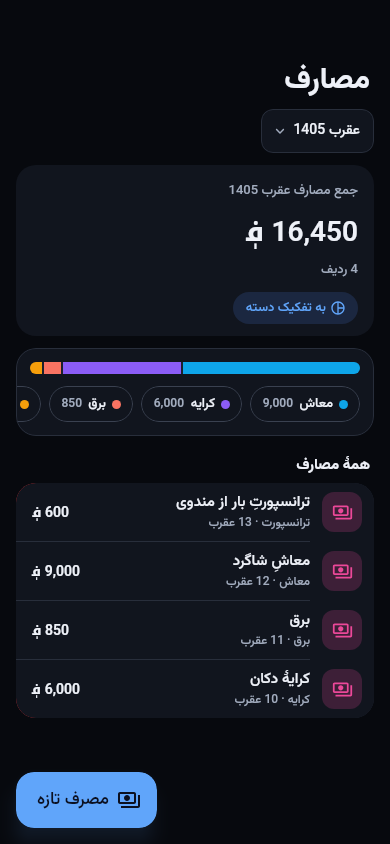 مصارف
عقرب 1405
جمع مصارف عقرب 1405
16,450 ؋
4 ردیف
به تفکیک دسته
معاش 9,000
کرایه 6,000
برق 850
همهٔ مصارف
ترانسپورتِ بار از مندوی
600 ؋
ترانسپورت · 13 عقرب
معاشِ شاگرد
9,000 ؋
معاش · 12 عقرب
برق
850 ؋
برق · 11 عقرب
کرایهٔ دکان
6,000 ؋
کرایه · 10 عقرب
مصرف تازه